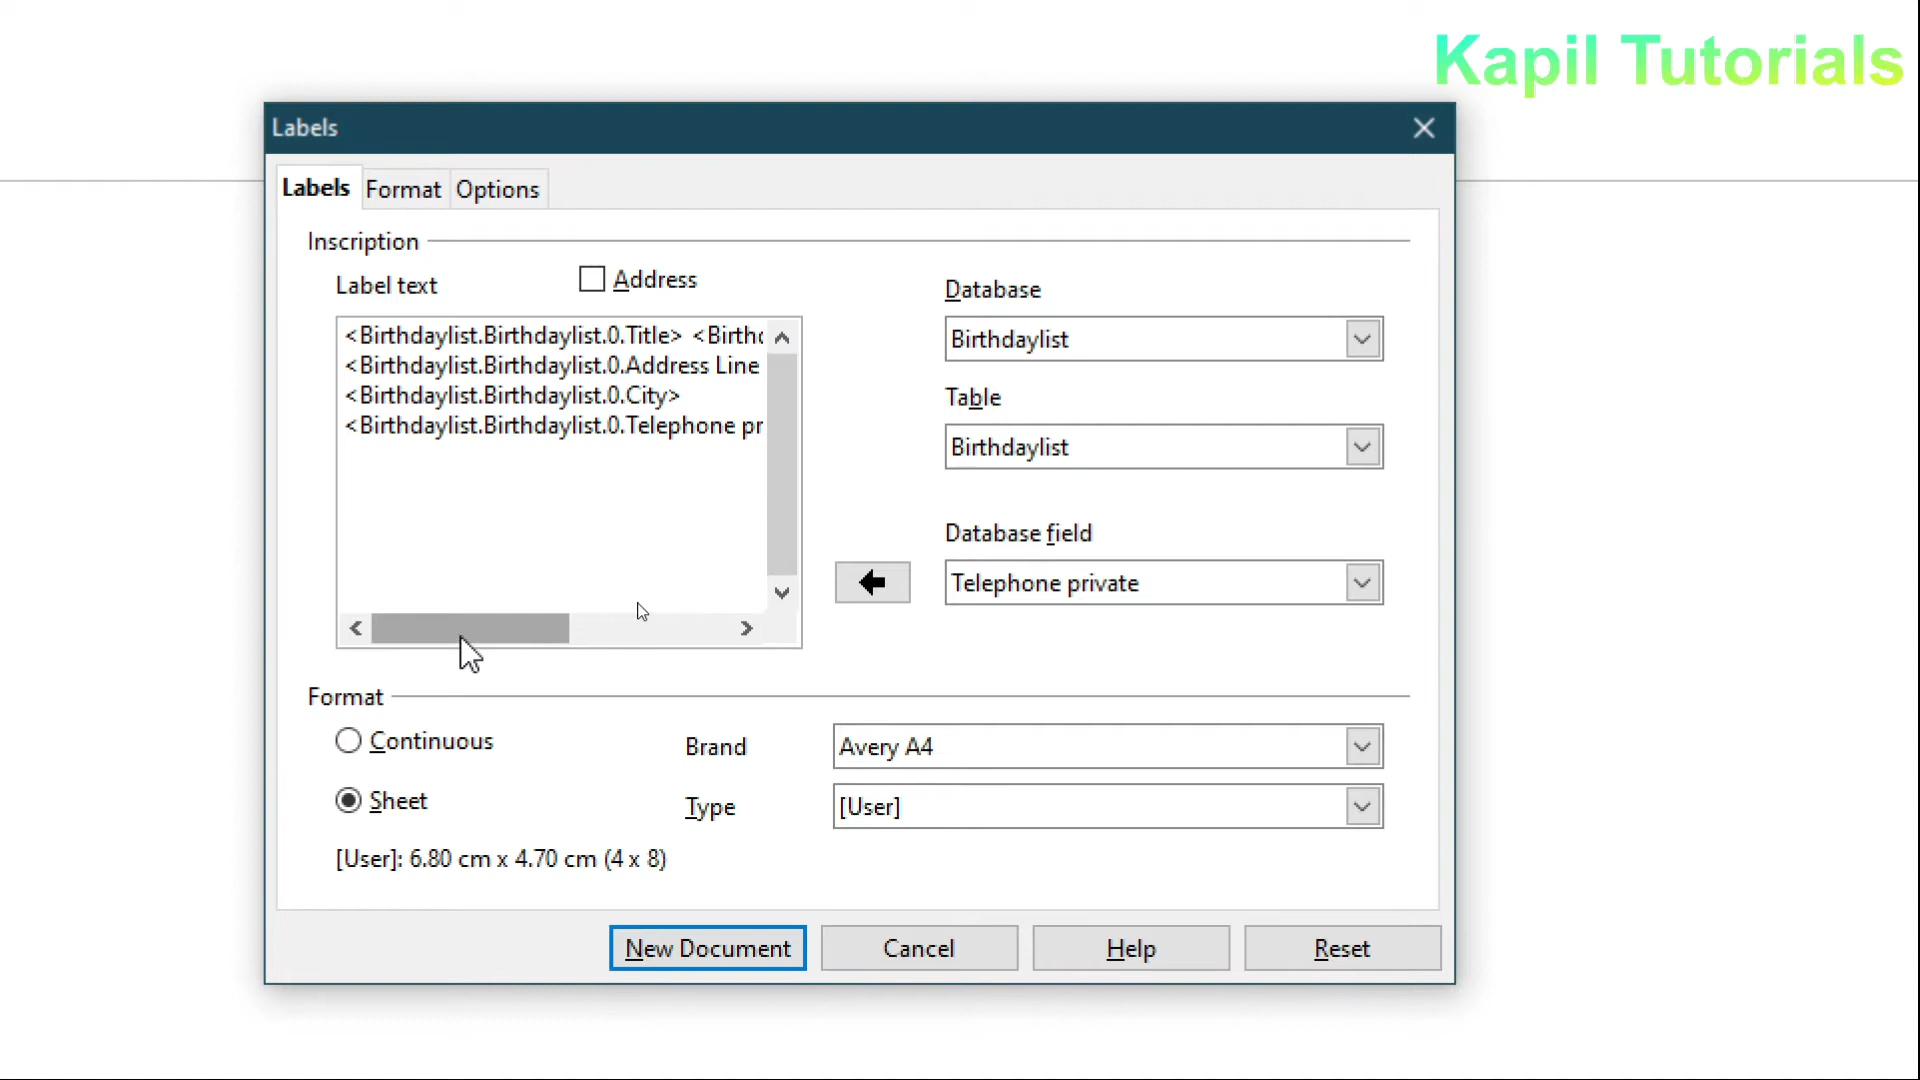 Kapil Tutorials
Labels
Labels Format Options
Inscription
Label text
Address
Database
<Birthdaylist.Birthdaylist.0.Title> <Birthd
<Birthdaylist.Birthdaylist.0.Address Line
<Birthdaylist.Birthdaylist.0.City>
<Birthdaylist.Birthdaylist.0.Telephone pr
Birthdaylist
Table
Birthdaylist
Database field
Telephone private
Format
Continuous
Brand
Avery A4
Sheet
Type
[User]
[User]: 6.80 cm x 4.70 cm (4 x 8)
New Document Cancel Help Reset